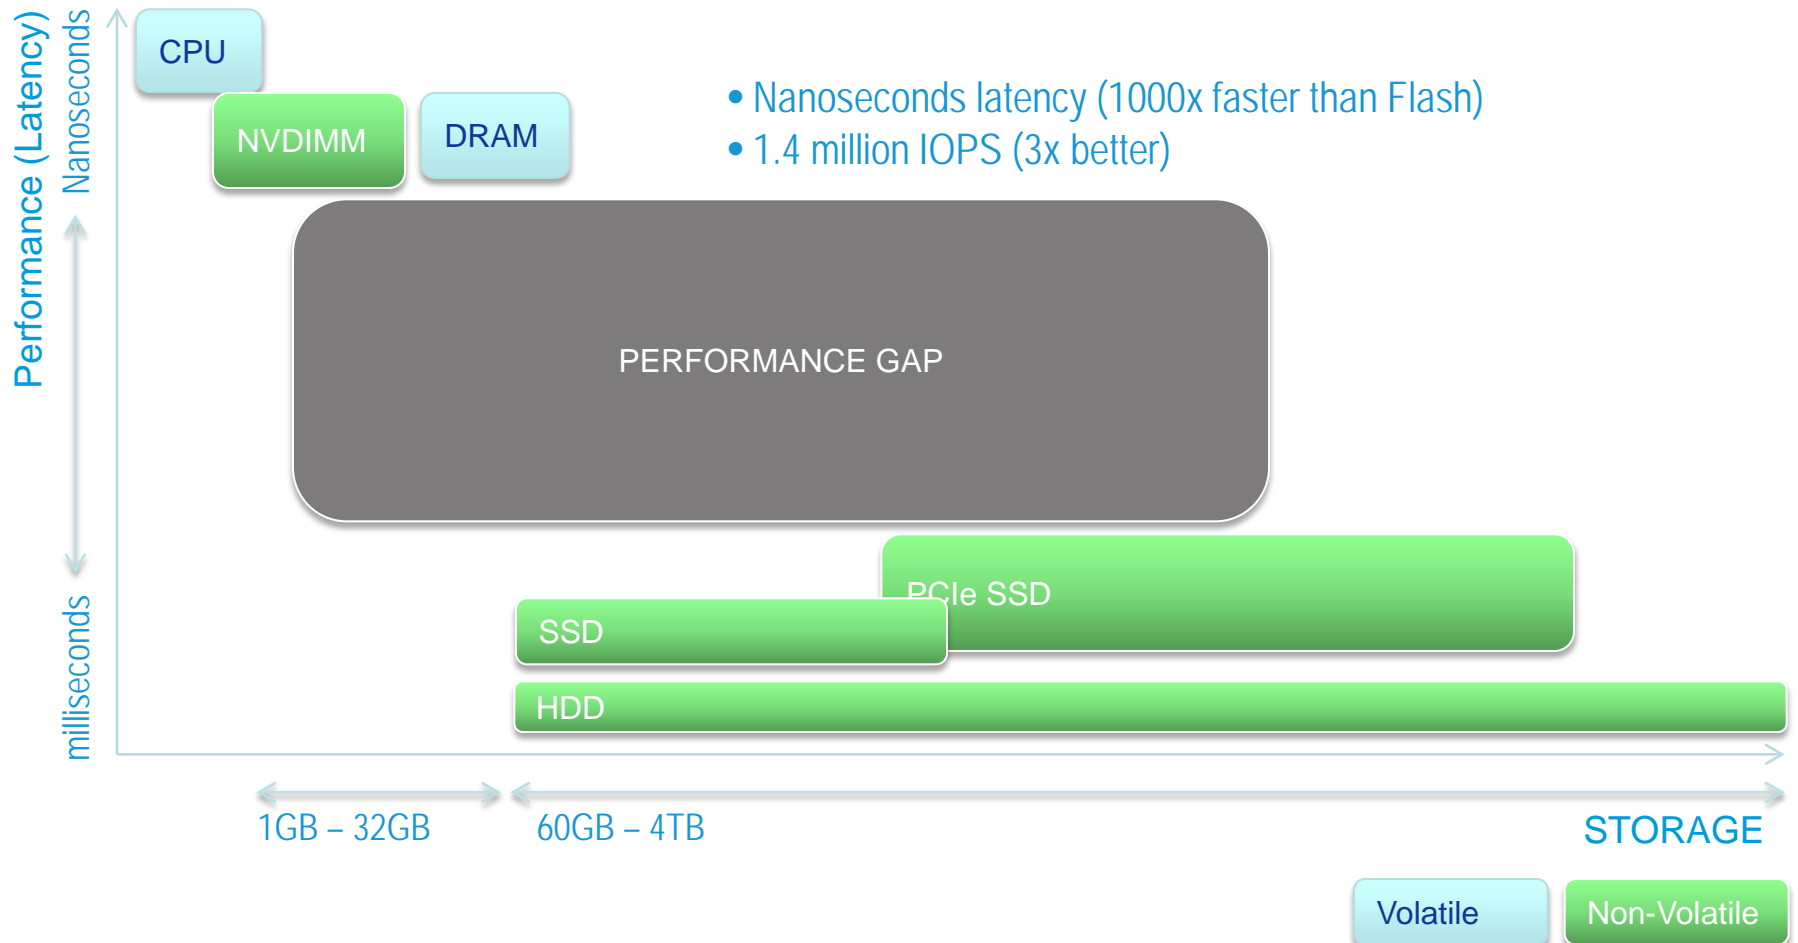 Performance (Latency)
Nanoseconds
milliseconds
CPU
NVDIMM
DRAM
• Nanoseconds latency (1000x faster than Flash)
• 1.4 million IOPS (3x better)
PERFORMANCE GAP
PCIe SSD
SSD
HDD
1GB – 32GB
60GB – 4TB
STORAGE
Volatile
Non-Volatile